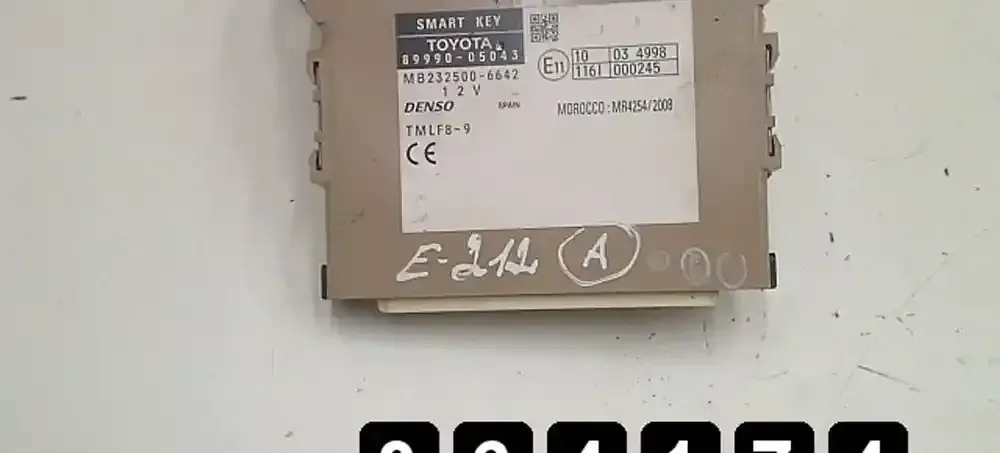 SMART KEY
TOYOTA
89990-05043
MB232500-6642
12V
DENSO SPAIN
TMLF8-9
CE
E11 10 03 4998
1161 000245
MOROCCO : MR4254/2009
E-212 A